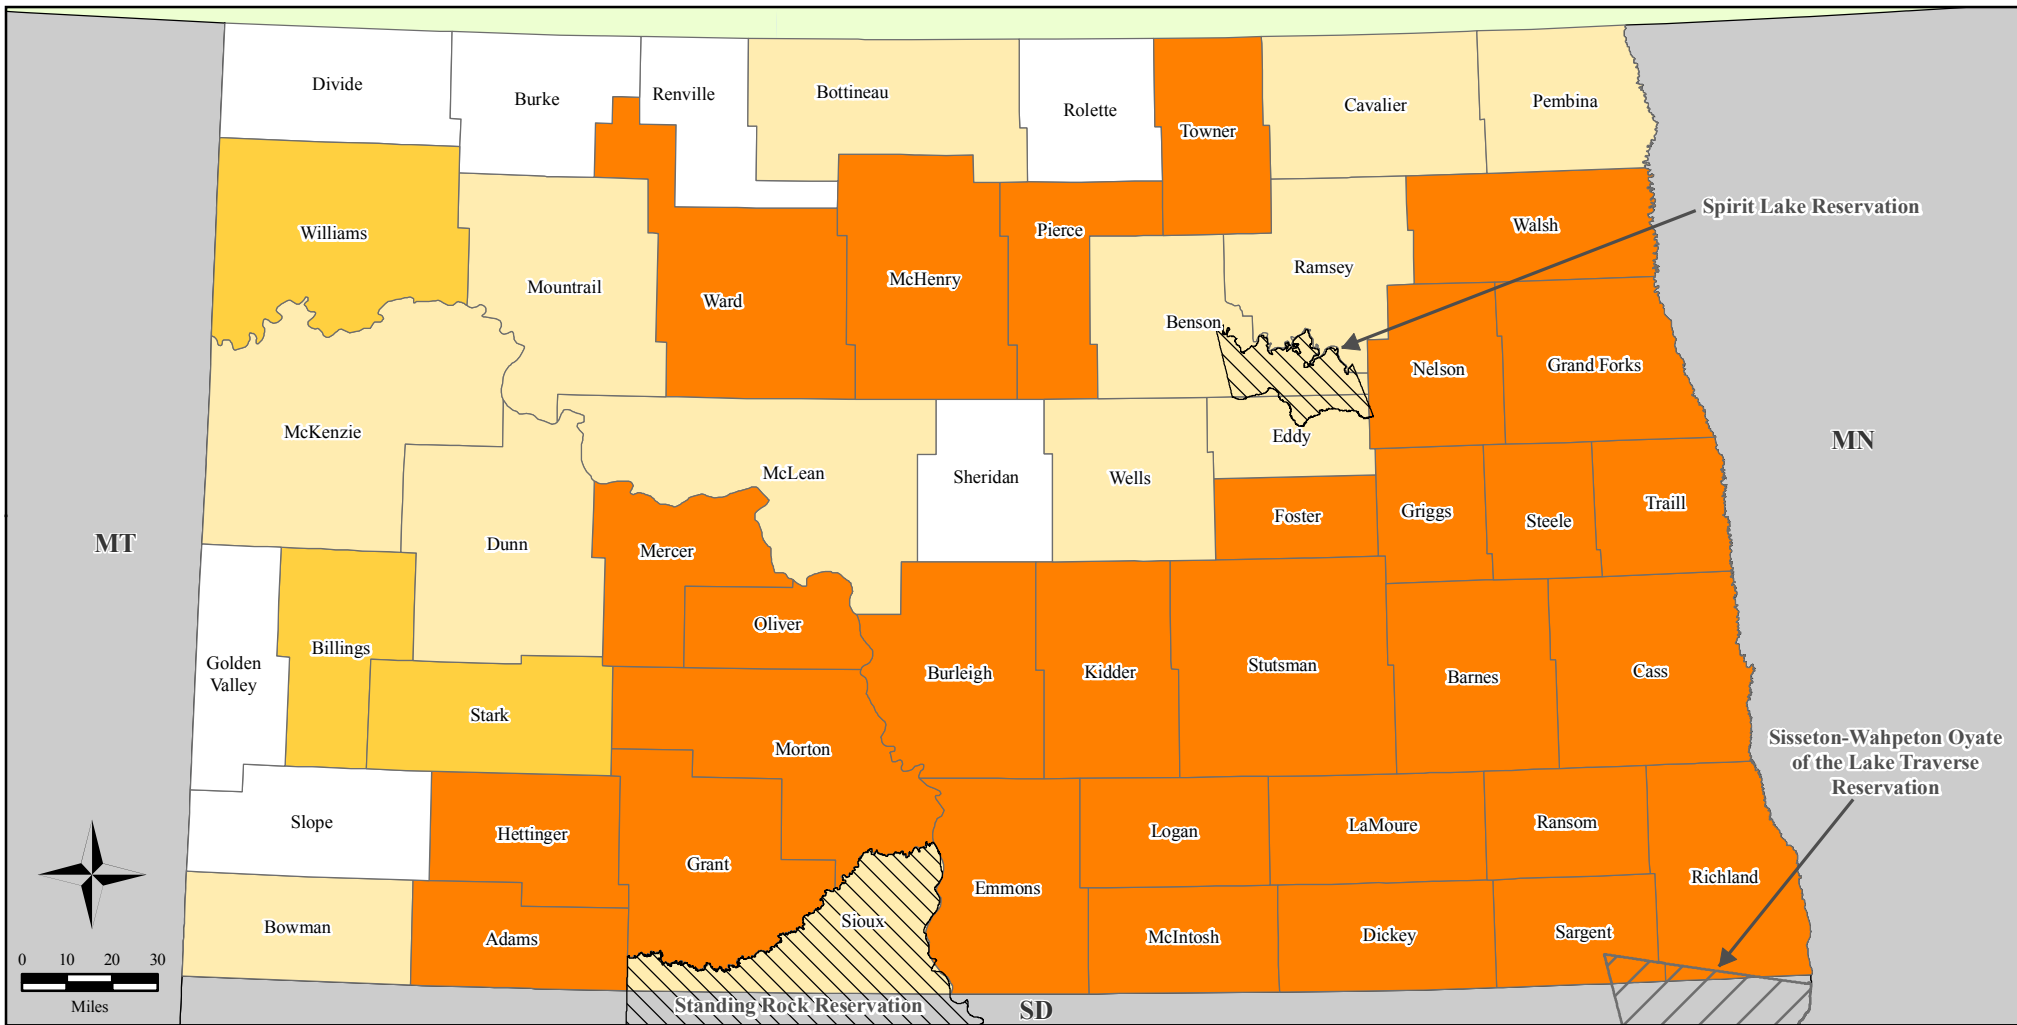 Divide
Burke
Renville
Bottineau
Rolette
Towner
Cavalier
Pembina
Williams
Mountrail
Ward
McHenry
Pierce
Benson
Ramsey
Walsh
Spirit Lake Reservation
Nelson
Grand Forks
McKenzie
Dunn
McLean
Sheridan
Wells
Eddy
Foster
Griggs
Steele
Traill
MN
MT
Mercer
Oliver
Golden
Valley
Billings
Stark
Morton
Burleigh
Kidder
Stutsman
Barnes
Cass
Sisseton-Wahpeton Oyate
of the Lake Traverse
Reservation
Slope
Hettinger
Grant
Emmons
Logan
LaMoure
Ransom
Richland
Bowman
Adams
Sioux
McIntosh
Dickey
Sargent
0 10 20 30
Miles
Standing Rock Reservation
SD